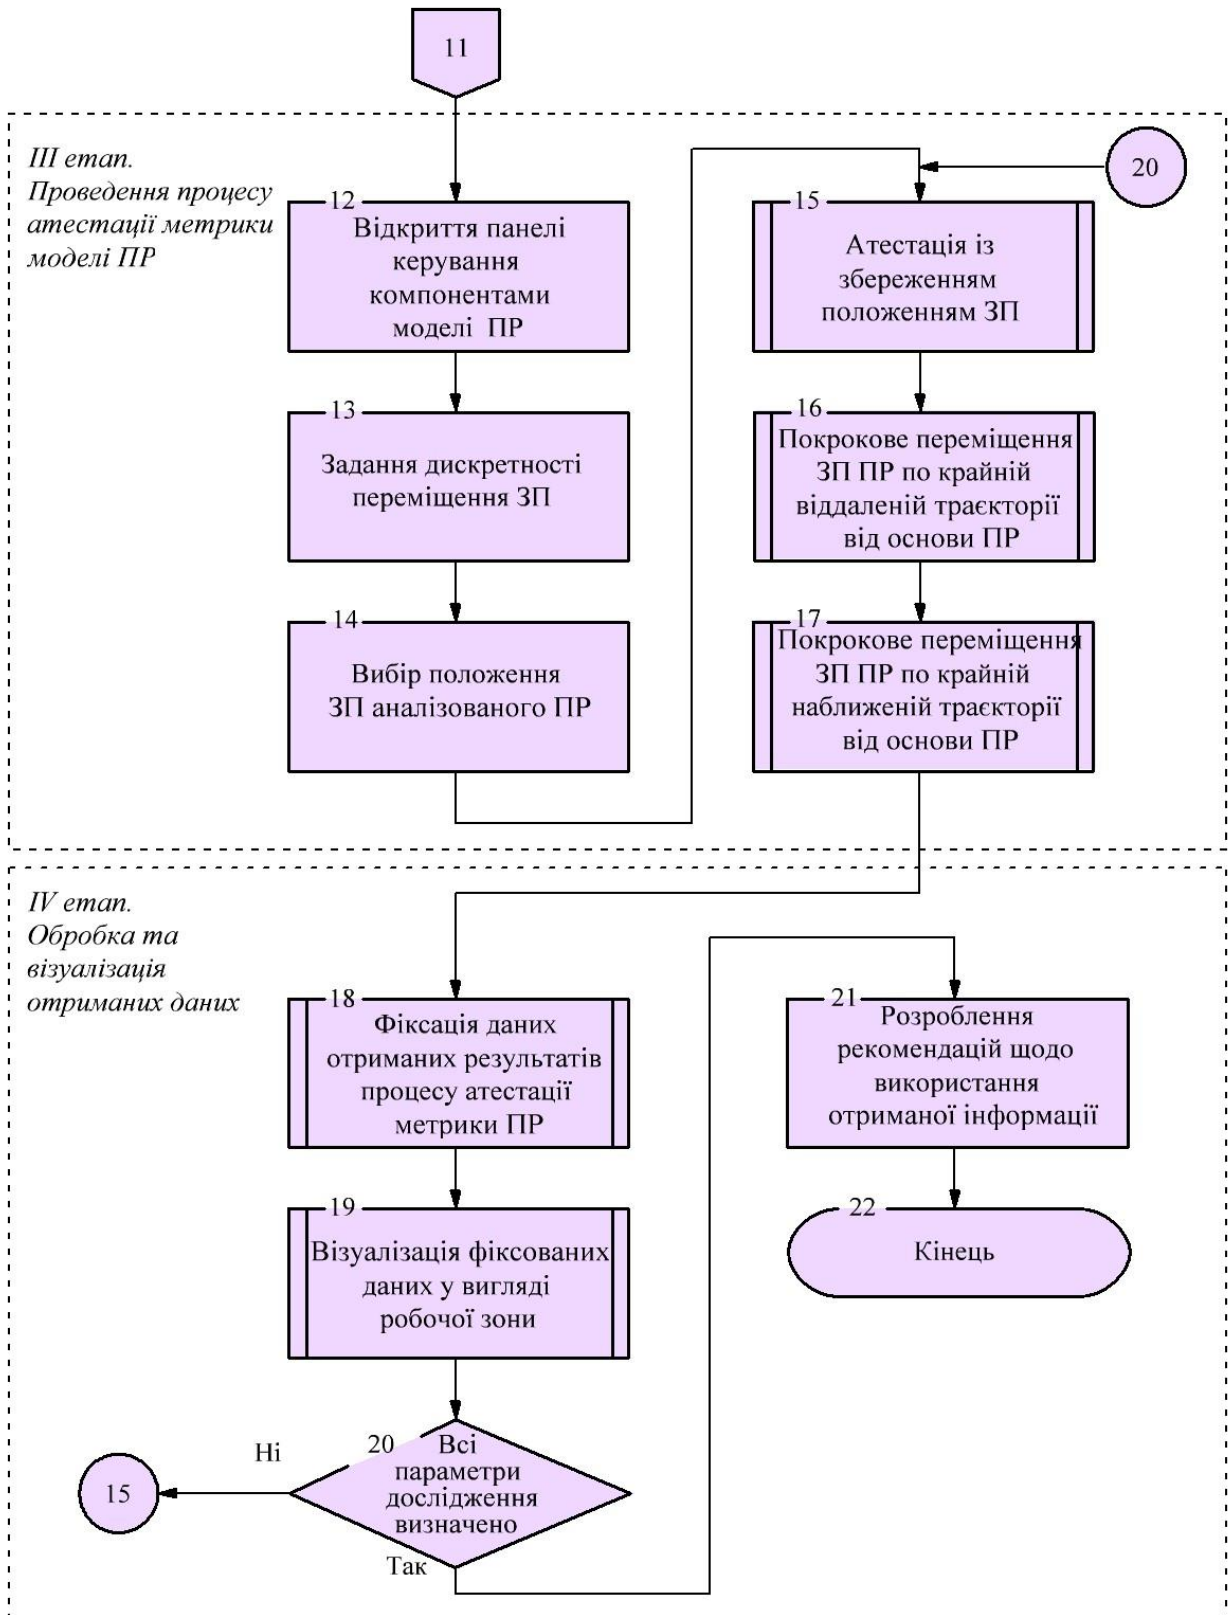 11
III етап.
Проведення процесу
атестації метрики
моделі ПР
12
Відкриття панелі
керування
компонентами
моделі ПР
13
Задання дискретності
переміщення ЗП
14
Вибір положення
ЗП аналізованого ПР
20
15
Атестація із
збереженням
положенням ЗП
16
Покрокове переміщення
ЗП ПР по крайній
віддаленій траєкторії
від основи ПР
17
Покрокове переміщення
ЗП ПР по крайній
наближеній траєкторії
від основи ПР
IV етап.
Обробка та
візуалізація
отриманих даних
18
Фіксація даних
отриманих результатів
процесу атестації
метрики ПР
19
Візуалізація фіксованих
даних у вигляді
робочої зони
20
Всі
параметри
дослідження
визначено
Ні
15
Так
21
Розроблення
рекомендацій щодо
використання
отриманої інформації
22
Кінець